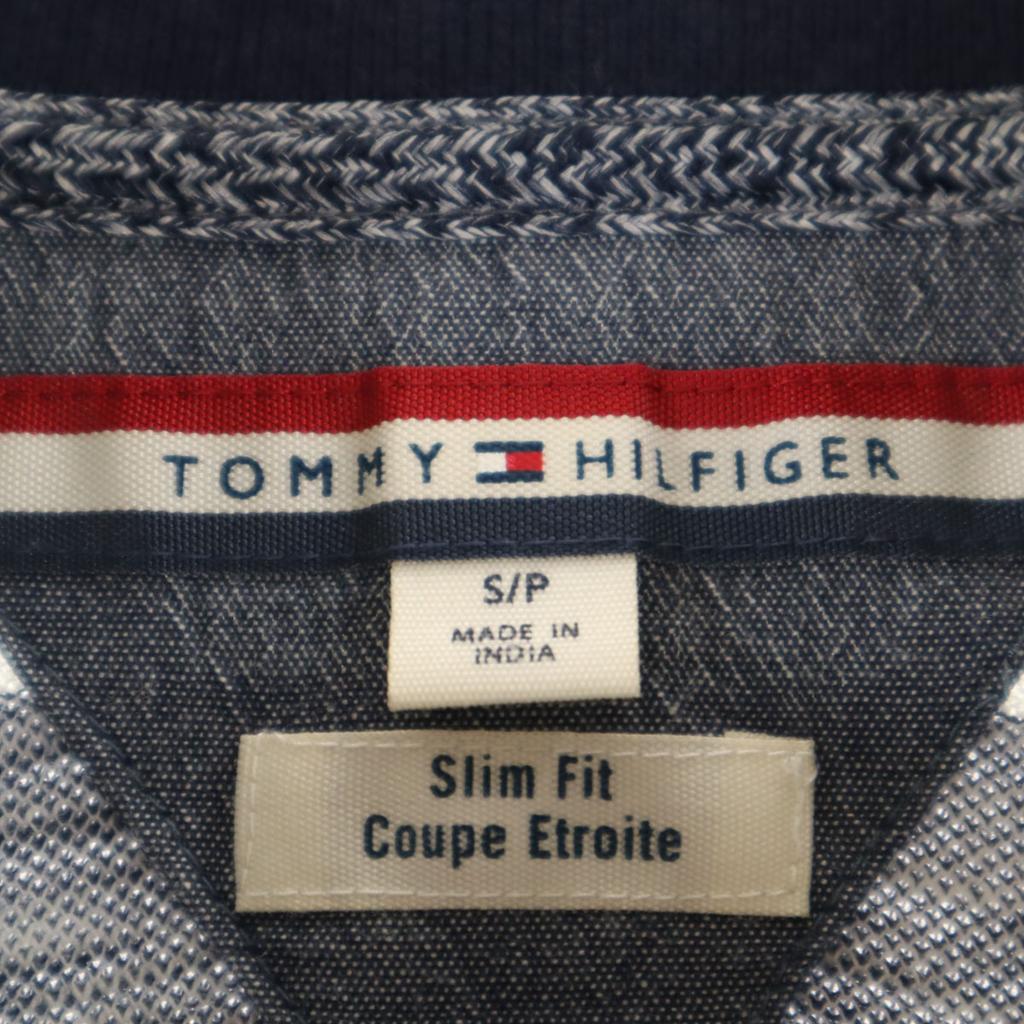 TOMMY HILFIGER
S/P
MADE IN
INDIA
Slim Fit
Coupe Etroite